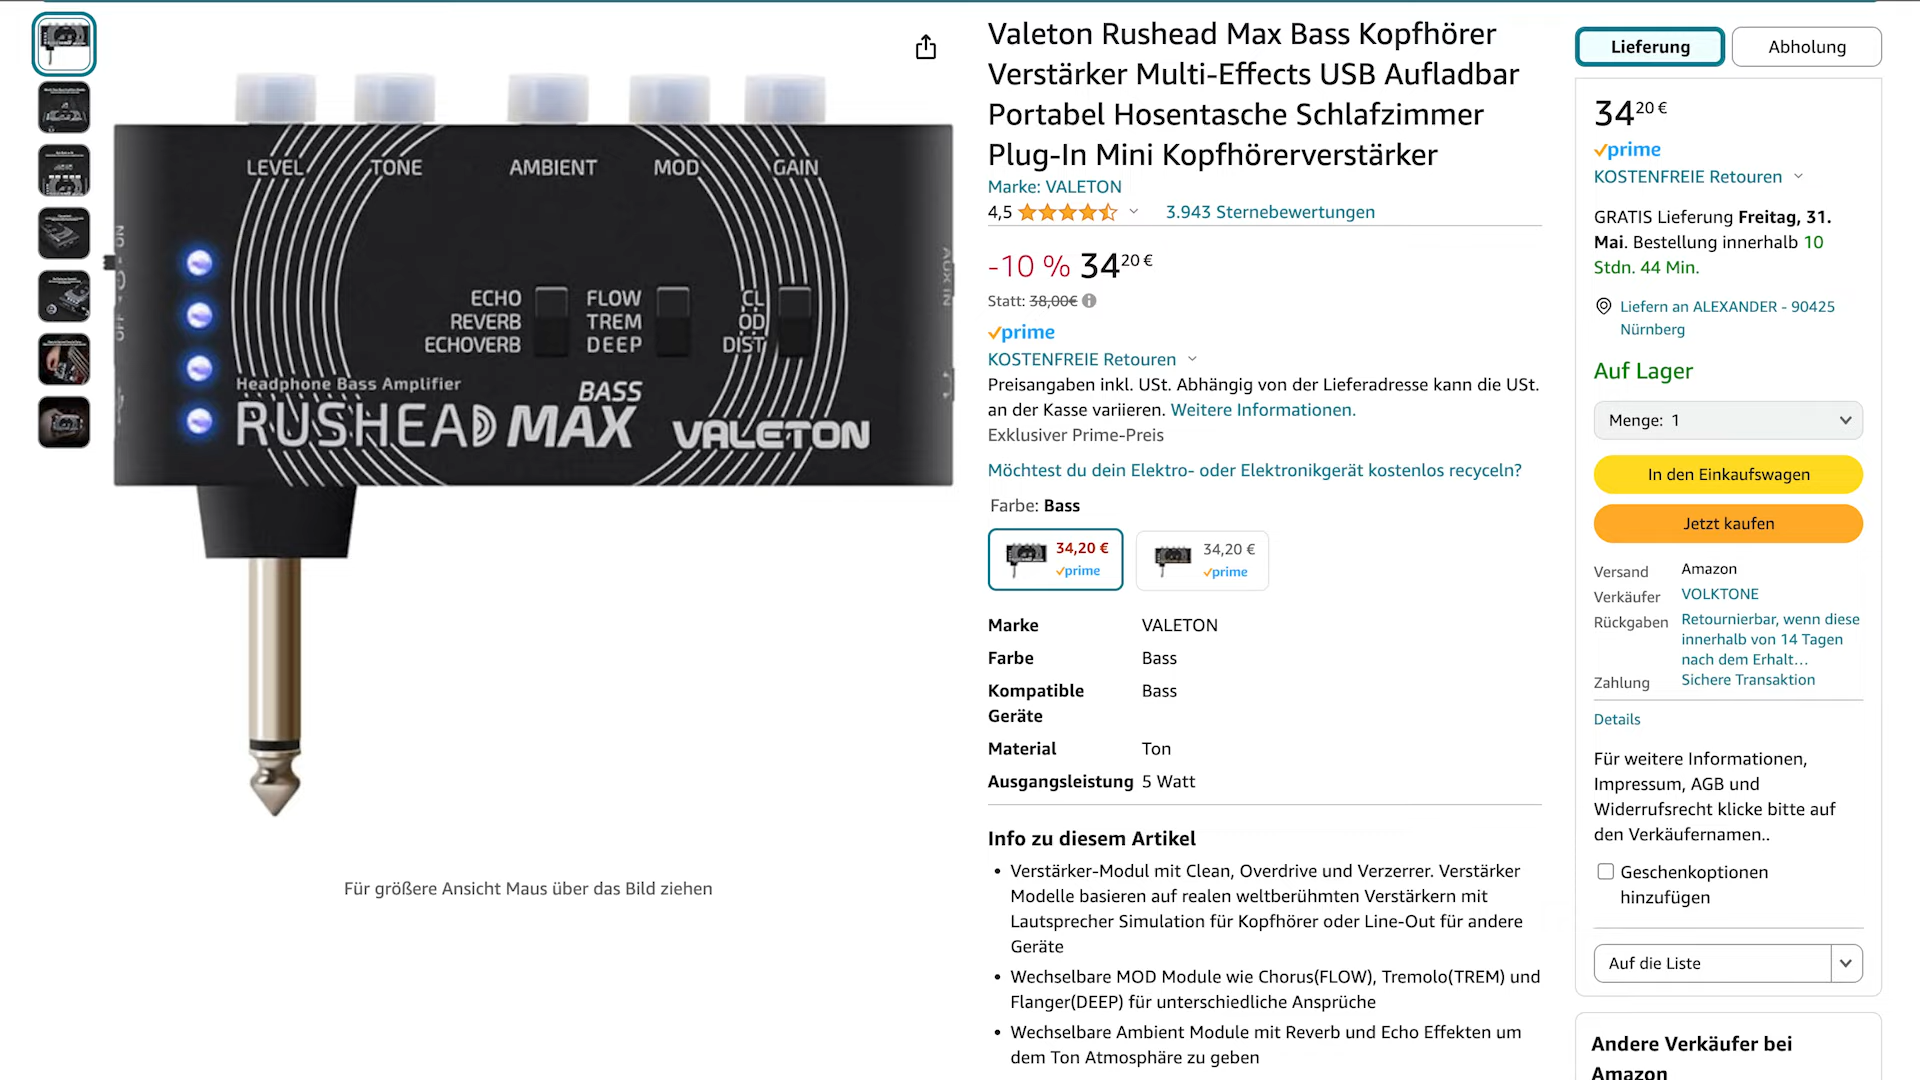 LEVEL
TONE
AMBIENT
MOD
GAIN
ON
OFF
AUX IN
ECHO
REVERB
ECHOVERB
FLOW
TREM
DEEP
CL
OD
DIST
Headphone Bass Amplifier
RUSHEAD MAX
BASS
VALETON
Für größere Ansicht Maus über das Bild ziehen
Valeton Rushead Max Bass Kopfhörer
Verstärker Multi-Effects USB Aufladbar
Portabel Hosentasche Schlafzimmer
Plug-In Mini Kopfhörerverstärker
Marke: VALETON
4,5
3.943 Sternebewertungen
-10 % 34 20 €
Statt: 38,00€
prime
KOSTENFREIE Retouren
Preisangaben inkl. USt. Abhängig von der Lieferadresse kann die USt.
an der Kasse variieren. Weitere Informationen.
Exklusiver Prime-Preis
Möchtest du dein Elektro- oder Elektronikgerät kostenlos recyceln?
Farbe: Bass
34,20 €
prime
34,20 €
prime
Marke VALETON
Farbe Bass
Kompatible Bass
Geräte
Material Ton
Ausgangsleistung 5 Watt
Info zu diesem Artikel
• Verstärker-Modul mit Clean, Overdrive und Verzerrer. Verstärker
Modelle basieren auf realen weltberühmten Verstärkern mit
Lautsprecher Simulation für Kopfhörer oder Line-Out für andere
Geräte
• Wechselbare MOD Module wie Chorus(FLOW), Tremolo(TREM) und
Flanger(DEEP) für unterschiedliche Ansprüche
• Wechselbare Ambient Module mit Reverb und Echo Effekten um
dem Ton Atmosphäre zu geben
Lieferung
Abholung
34 20 €
prime
KOSTENFREIE Retouren
GRATIS Lieferung Freitag, 31.
Mai. Bestellung innerhalb 10
Stdn. 44 Min.
Liefern an ALEXANDER - 90425
Nürnberg
Auf Lager
Menge: 1
In den Einkaufswagen
Jetzt kaufen
Versand Amazon
Verkäufer VOLKTONE
Rückgaben Retournierbar, wenn diese
innerhalb von 14 Tagen
nach dem Erhalt…
Zahlung Sichere Transaktion
Details
Für weitere Informationen,
Impressum, AGB und
Widerrufsrecht klicke bitte auf
den Verkäufernamen..
Geschenkoptionen
hinzufügen
Auf die Liste
Andere Verkäufer bei
Amazon